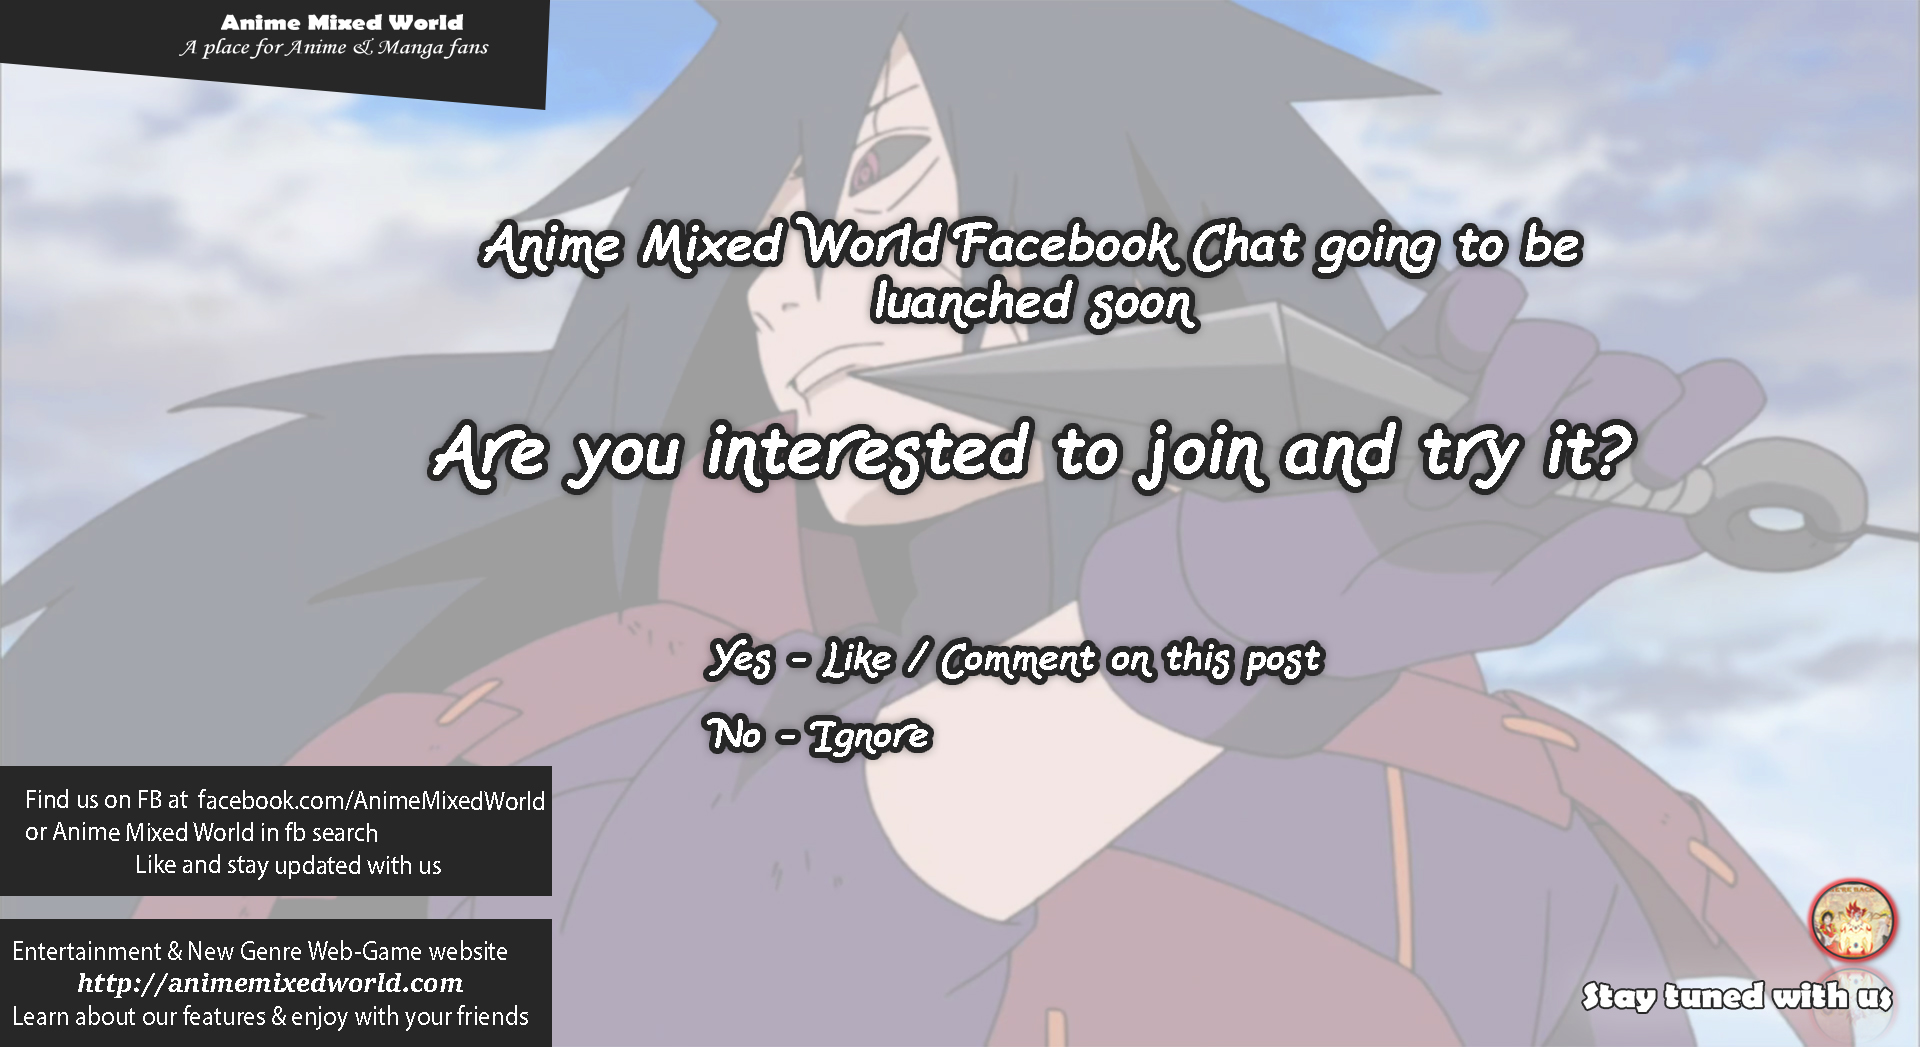 Anime Mixed World
A place for Anime & Manga fans
Anime Mixed World Facebook Chat going to be
luanched soon
Are you interested to join and try it?
Yes - Like / Comment on this post
No - Ignore
Find us on FB at facebook.com/AnimeMixedWorld
or Anime Mixed World in fb search
Like and stay updated with us
Entertainment & New Genre Web-Game website
http://animemixedworld.com
Learn about our features & enjoy with your friends
Stay tuned with us